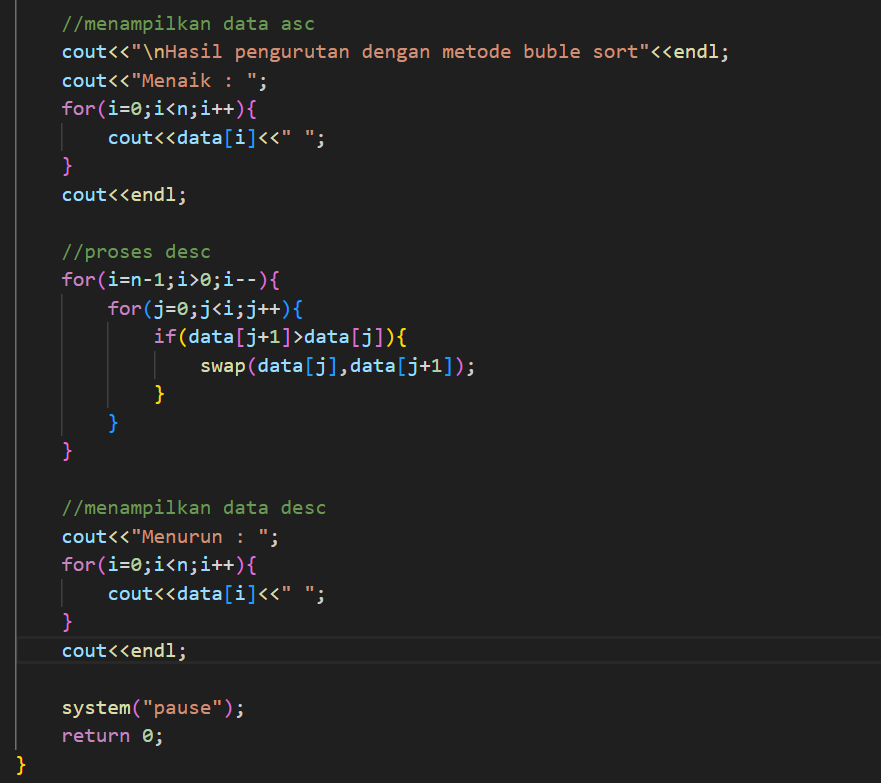 //menampilkan data asc
cout<<"\nHasil pengurutan dengan metode buble sort"<<endl;
cout<<"Menaik : ";
for(i=0;i<n;i++){
    cout<<data[i]<<" ";
}
cout<<endl;

//proses desc
for(i=n-1;i>0;i--){
    for(j=0;j<i;j++){
        if(data[j+1]>data[j]){
            swap(data[j],data[j+1]);
        }
    }
}

//menampilkan data desc
cout<<"Menurun : ";
for(i=0;i<n;i++){
    cout<<data[i]<<" ";
}
cout<<endl;

system("pause");
return 0;
}